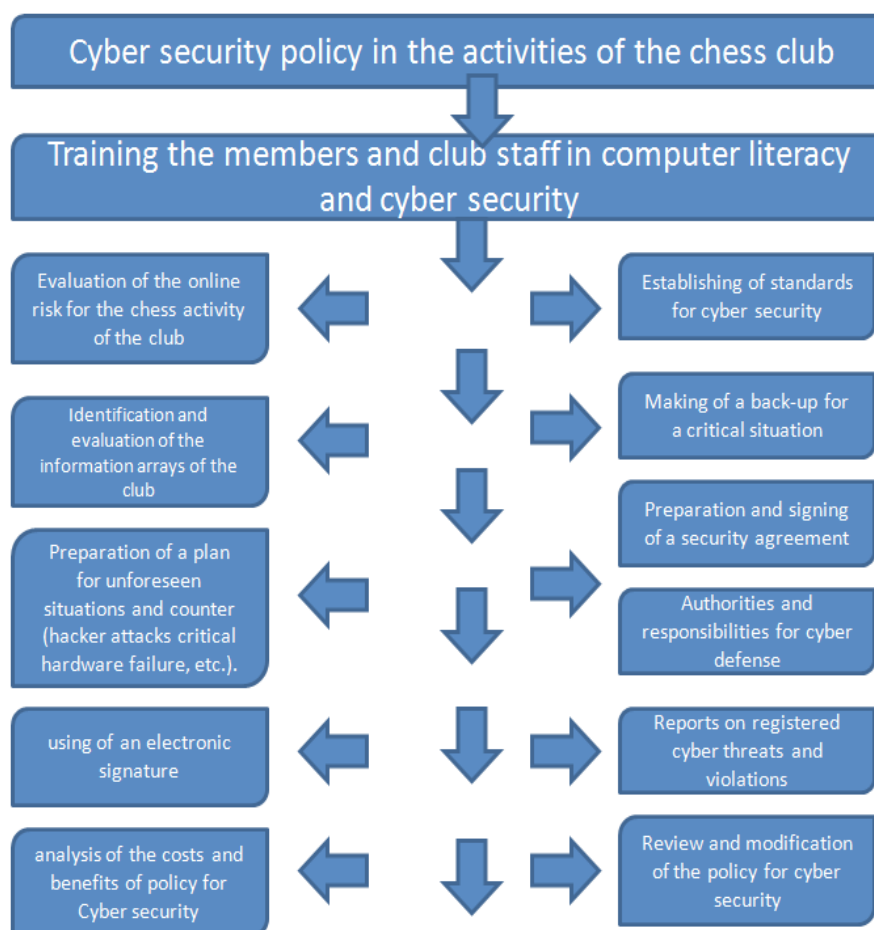 Cyber security policy in the activities of the chess club
Training the members and club staff in computer literacy
and cyber security
Evaluation of the online
risk for the chess activity
of the club
Establishing of standards
for cyber security
Identification and
evaluation of the
information arrays of the
club
Making of a back-up for
a critical situation
Preparation and signing
of a security agreement
Preparation of a plan
for unforeseen
situations and counter
(hacker attacks critical
hardware failure, etc.).
Authorities and
responsibilities for cyber
defense
using of an electronic
signature
Reports on registered
cyber threats and
violations
analysis of the costs and
benefits of policy for
Cyber security
Review and modification
of the policy for cyber
security